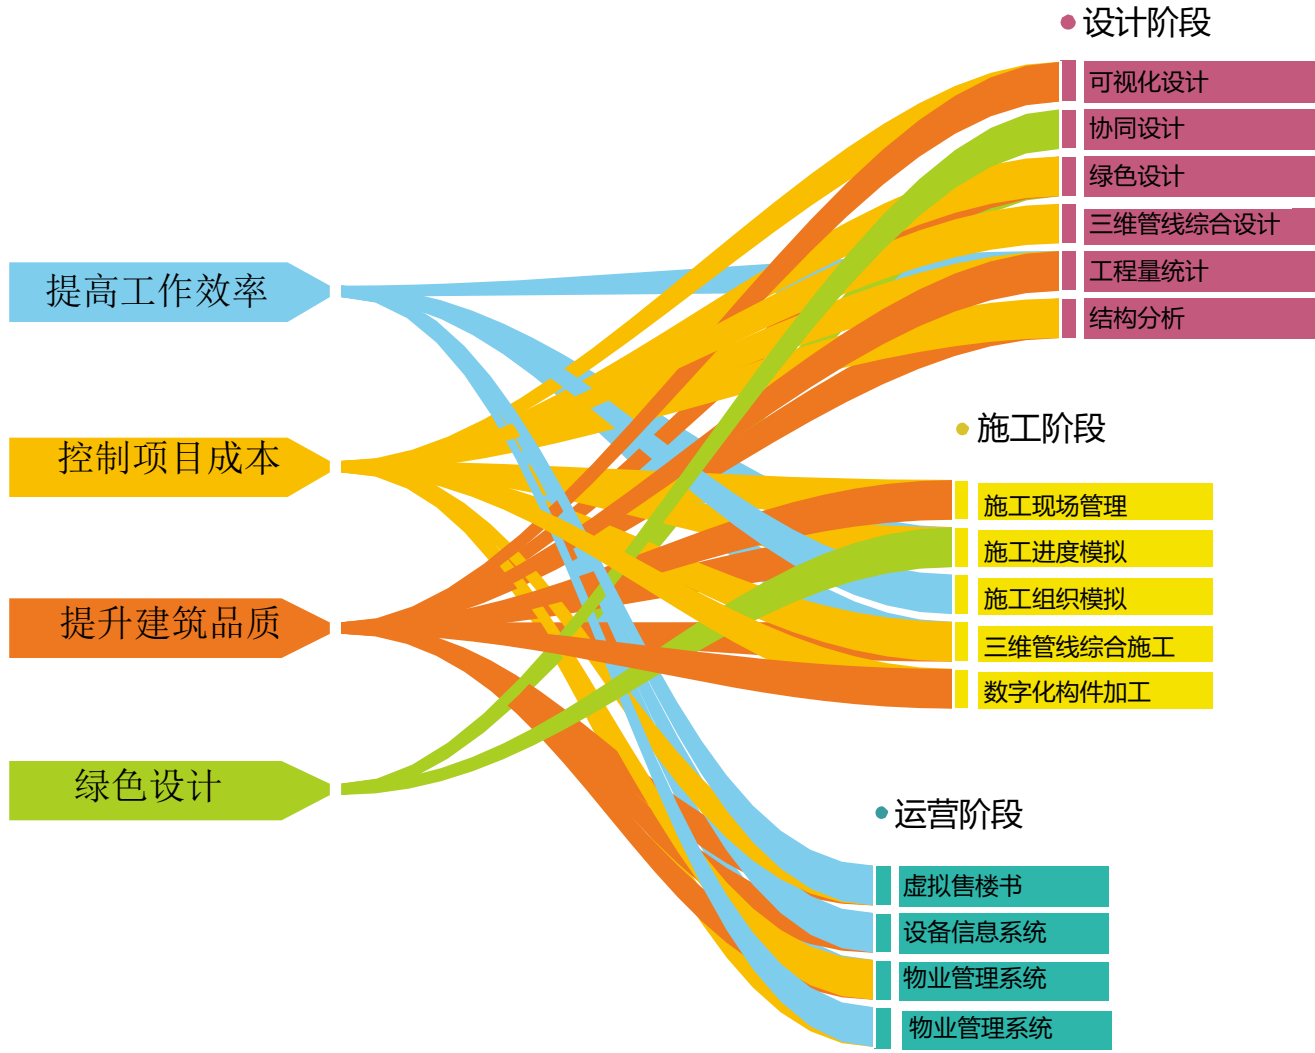 设计阶段
可视化设计
协同设计
绿色设计
三维管线综合设计
工程量统计
结构分析
提高工作效率
控制项目成本
提升建筑品质
绿色设计
施工阶段
施工现场管理
施工进度模拟
施工组织模拟
三维管线综合施工
数字化构件加工
运营阶段
虚拟售楼书
设备信息系统
物业管理系统
物业管理系统